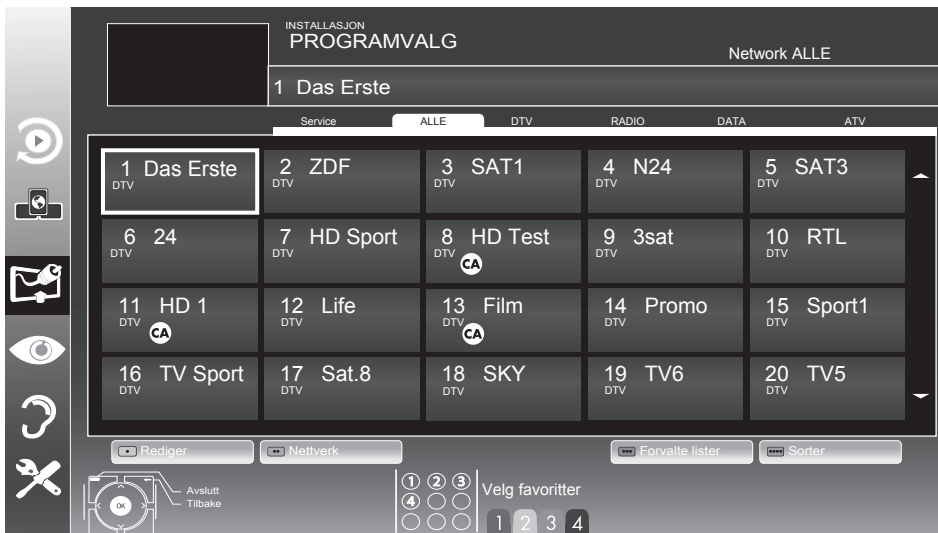 INSTALLASJON
PROGRAMVALG
Network ALLE
1 Das Erste
Service ALLE DTV RADIO DATA ATV
1 Das Erste 2 ZDF 3 SAT1 4 N24 5 SAT3
DTV DTV DTV DTV DTV
6 24 7 HD Sport 8 HD Test 9 3sat 10 RTL
DTV DTV DTV DTV DTV
CA
11 HD 1 12 Life 13 Film 14 Promo 15 Sport1
DTV DTV DTV DTV DTV
CA CA
16 TV Sport 17 Sat.8 18 SKY 19 TV6 20 TV5
DTV DTV DTV DTV DTV
Rediger Nettverk Forvalte lister Sorter
Avslutt
Tilbake
OK
1 2 3
4
Velg favoritter
1 2 3 4